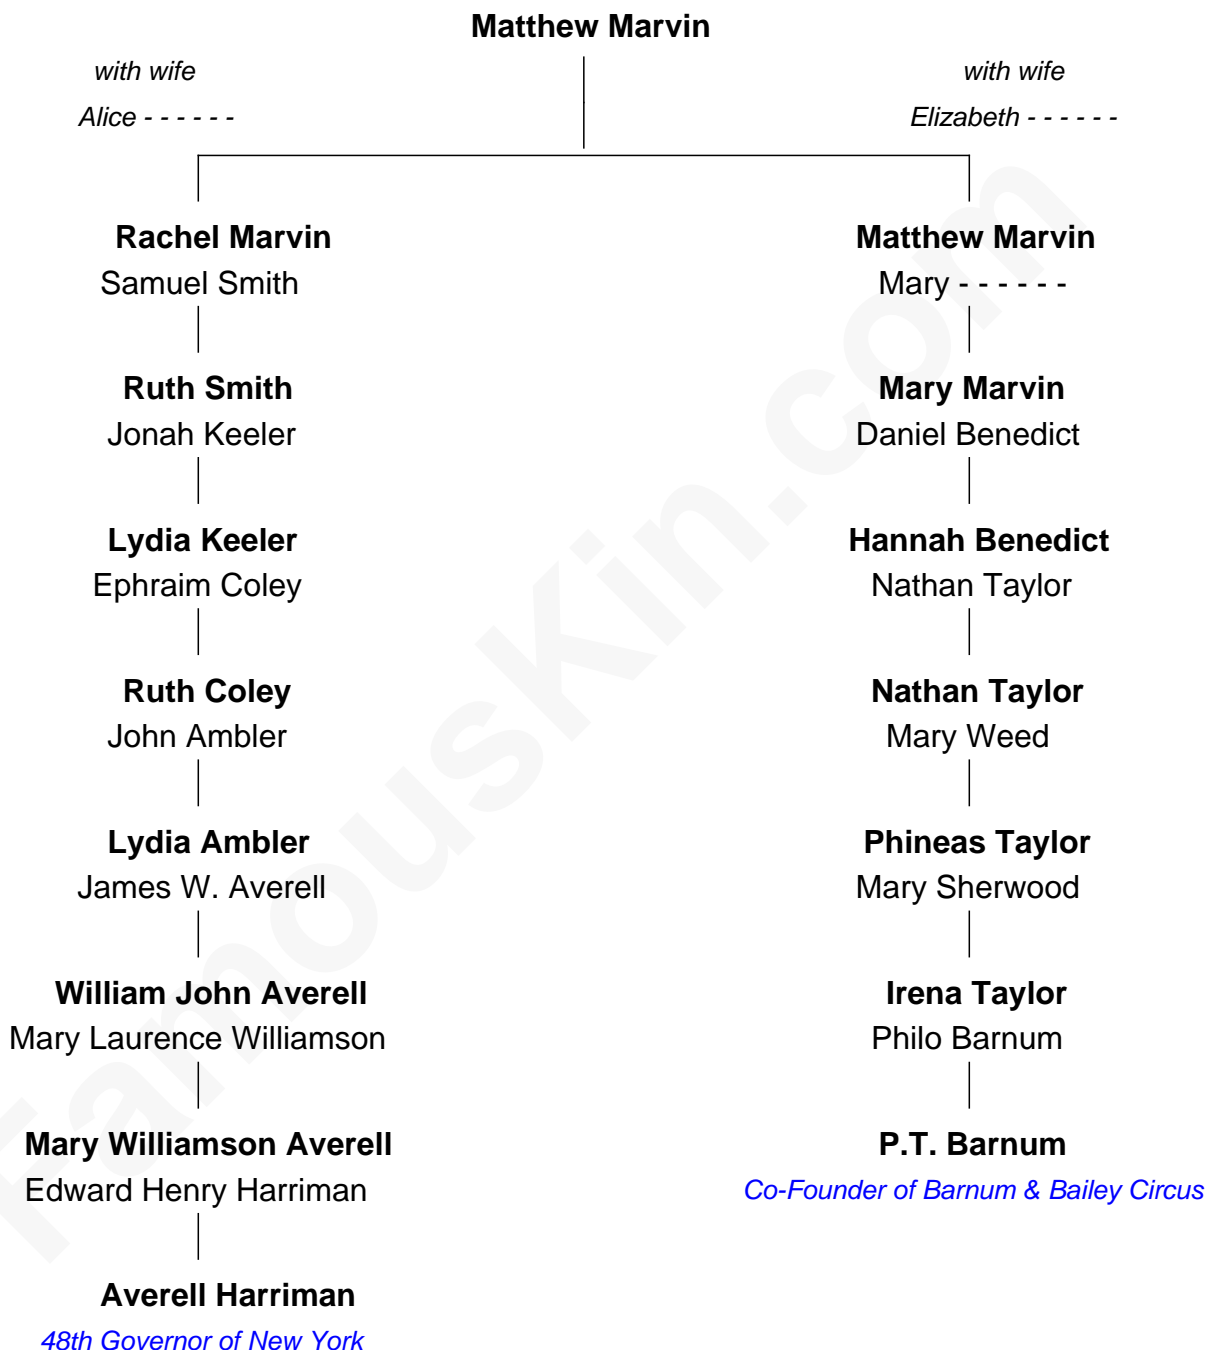 Matthew Marvin
with wife with wife
Alice - - - - - - Elizabeth - - - - - -
Rachel Marvin Matthew Marvin
Samuel Smith Mary - - - - - -
Ruth Smith Mary Marvin
Jonah Keeler Daniel Benedict
Lydia Keeler Hannah Benedict
Ephraim Coley Nathan Taylor
Ruth Coley Nathan Taylor
John Ambler Mary Weed
Lydia Ambler Phineas Taylor
James W. Averell Mary Sherwood
William John Averell Irena Taylor
Mary Laurence Williamson Philo Barnum
Mary Williamson Averell P.T. Barnum
Edward Henry Harriman Co-Founder of Barnum & Bailey Circus
Averell Harriman
48th Governor of New York
FamousKin.com